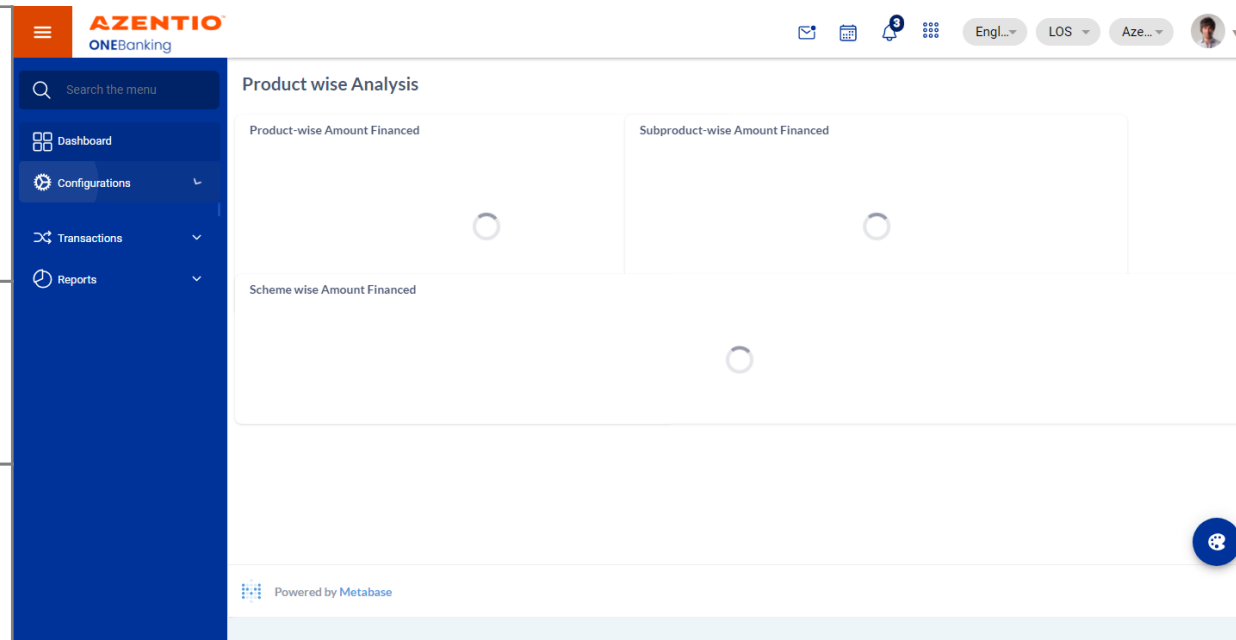 AZENTIO
ONEBanking
3
Engl...
LOS
Aze...
Search the menu
Dashboard
Configurations
Transactions
Reports
Product wise Analysis
Product-wise Amount Financed
Subproduct-wise Amount Financed
Scheme wise Amount Financed
Powered by Metabase